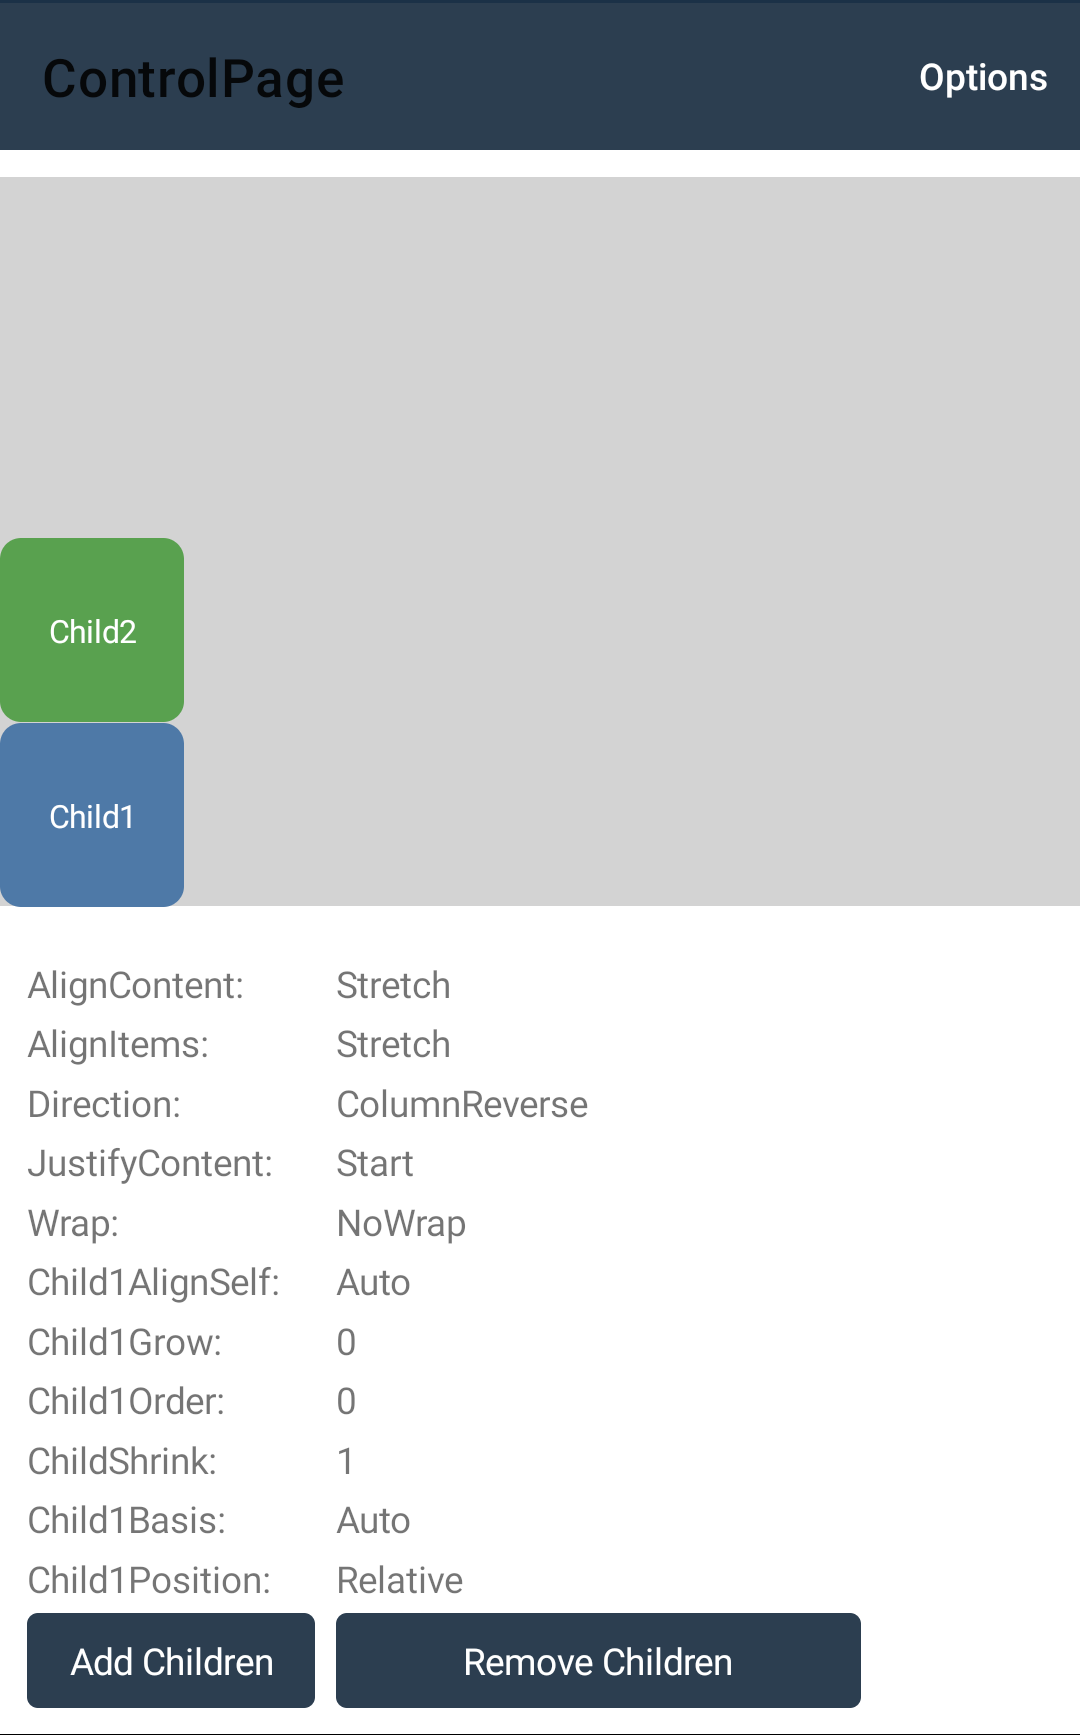 ControlPage Options
Child2
Child1
AlignContent: Stretch
AlignItems: Stretch
Direction: ColumnReverse
JustifyContent: Start
Wrap: NoWrap
Child1AlignSelf: Auto
Child1Grow: 0
Child1Order: 0
ChildShrink: 1
Child1Basis: Auto
Child1Position: Relative
Add Children Remove Children